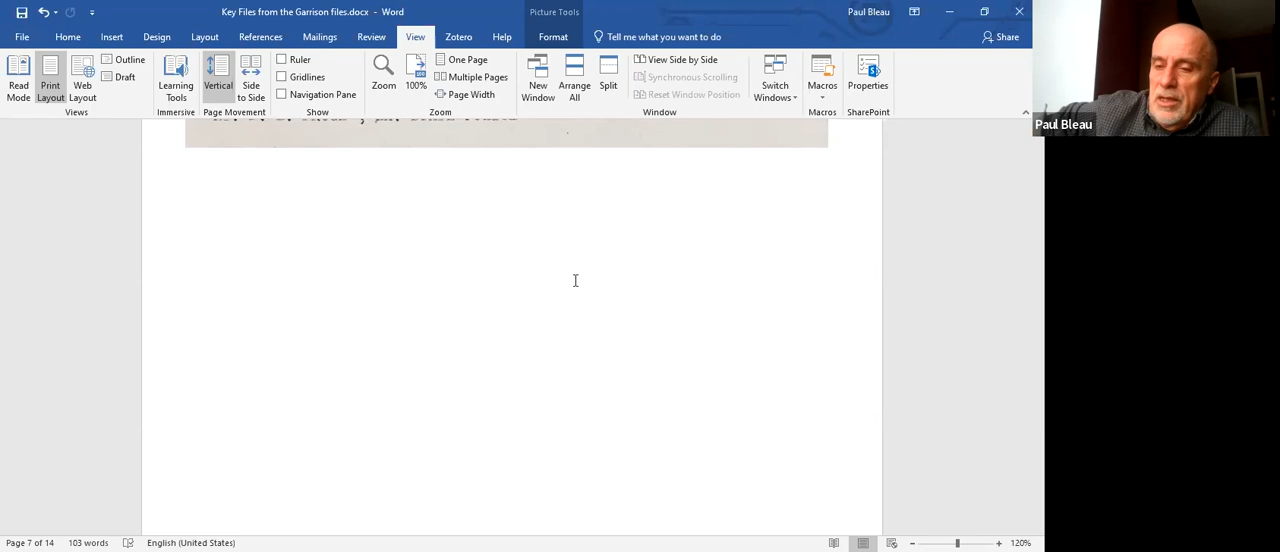 Key Files from the Garrison files.docx - Word
Picture Tools
Paul Bleau
File Home Insert Design Layout References Mailings Review View Zotero Format Tell me what you want to do Share
Read Mode
Print Layout
Web Layout
Outline
Draft
Views
Learning Tools
Immersive
Vertical
Side to Side
Page Movement
Ruler
Gridlines
Navigation Pane
Show
Zoom
100
100%
One Page
Multiple Pages
Page Width
Zoom
New Window
Arrange All
Split
View Side by Side
Synchronous Scrolling
Reset Window Position
Window
Switch Windows
Macros
Macros
Properties
SharePoint
Paul Bleau
Page 7 of 14 103 words English (United States) 120%